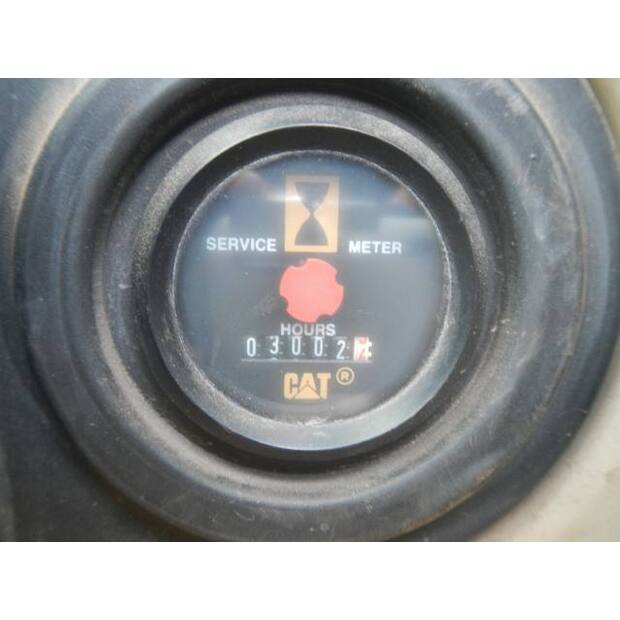 SERVICE METER
HOURS
03002
CAT ®